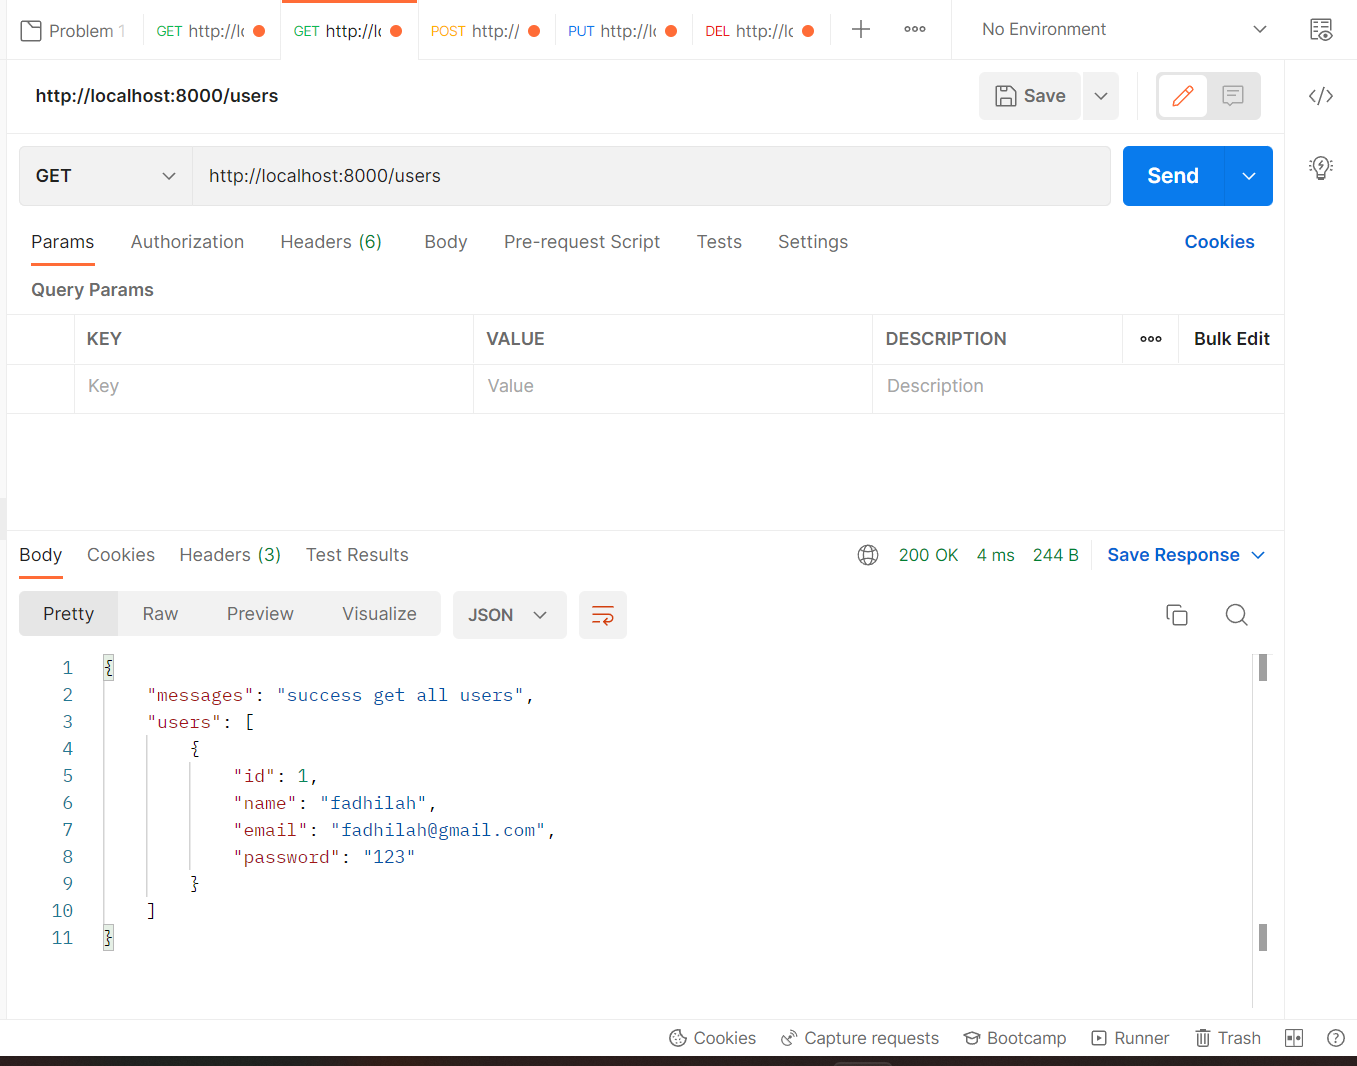 Problem 1 GET http://lo GET http://lo POST http:// PUT http://lo DEL http://lo No Environment
http://localhost:8000/users Save
GET http://localhost:8000/users Send
Params Authorization Headers (6) Body Pre-request Script Tests Settings Cookies
Query Params
KEY VALUE DESCRIPTION Bulk Edit
Key Value Description
Body Cookies Headers (3) Test Results 200 OK 4 ms 244 B Save Response
Pretty Raw Preview Visualize JSON
1 {
2 "messages": "success get all users",
3 "users": [
4 {
5 "id": 1,
6 "name": "fadhilah",
7 "email": "fadhilah@gmail.com",
8 "password": "123"
9 }
10 ]
11 }
Cookies Capture requests Bootcamp Runner Trash